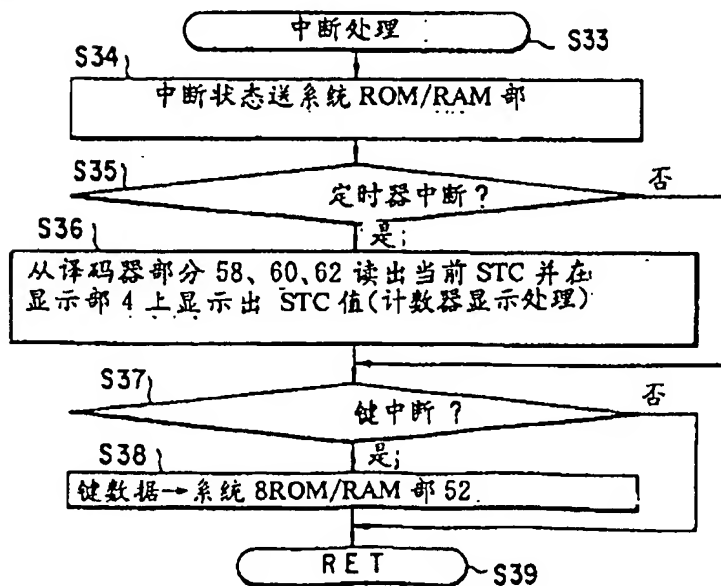 中断处理
S33
S34
中断状态送系统 ROM/RAM 部
S35
定时器中断?
否
S36
是;
从译码器部分 58、60、62 读出当前 STC 并在
显示部 4 上显示出 STC 值(计数器显示处理)
S37
键中断?
否
S38
是;
键数据→系统 8ROM/RAM 部 52
RET
S39